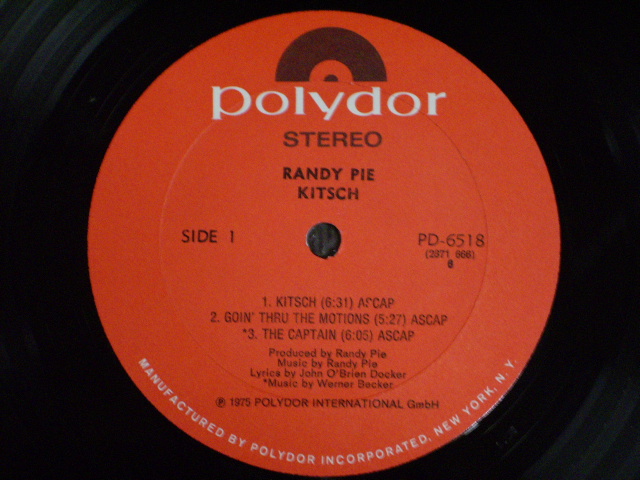 polydor
STEREO
RANDY PIE
KITSCH
SIDE 1
PD-6518
(2371 666)
1. KITSCH (6:31) ASCAP
2. GOIN' THRU THE MOTIONS (5:27) ASCAP
*3. THE CAPTAIN (6:05) ASCAP
Produced by Randy Pie
Music by Randy Pie
Lyrics by John O'Brien Docker
*Music by Werner Becker
℗ 1975 POLYDOR INTERNATIONAL GmbH
MANUFACTURED BY POLYDOR INCORPORATED, NEW YORK, N.Y.